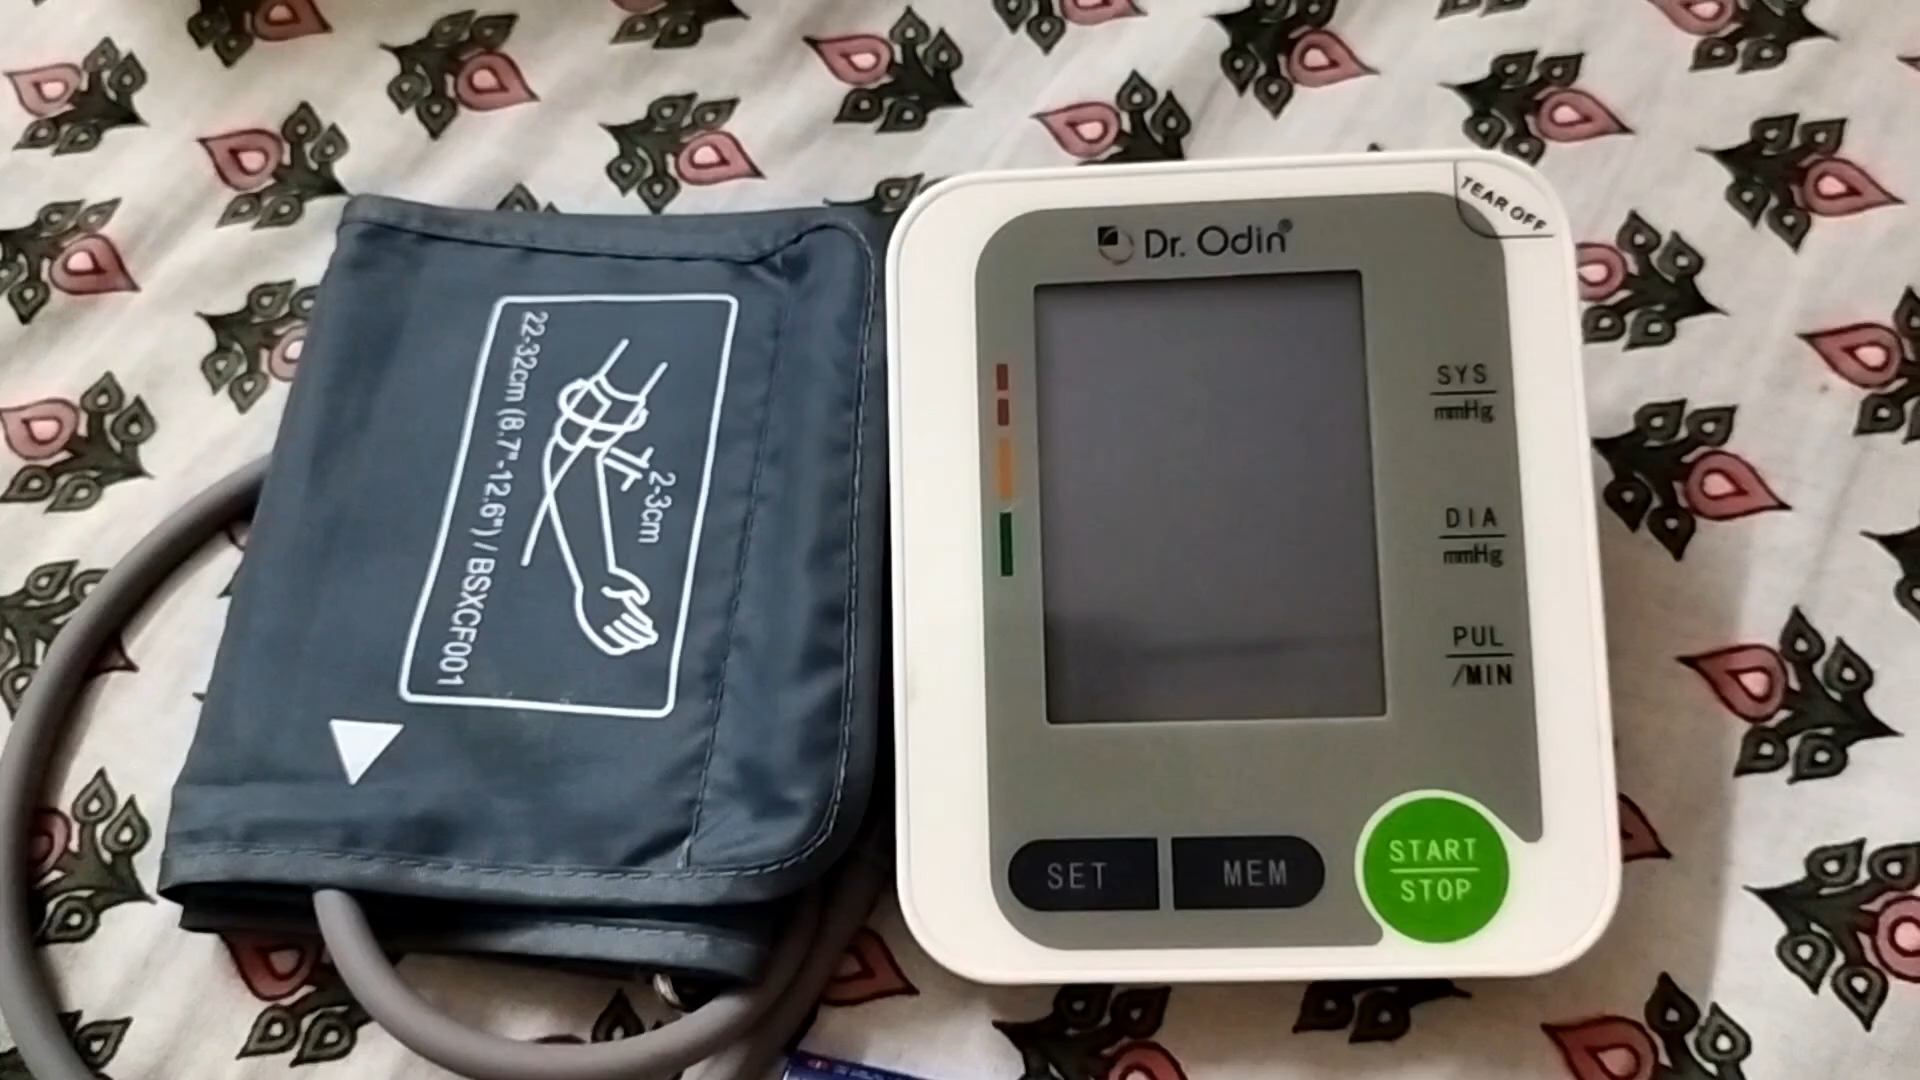 22-32cm (8.7"-12.6") / BSXCF001
2-3cm
TEAR OFF
Dr. Odin®
SYS
mmHg
DIA
mmHg
PUL
/MIN
SET
MEM
START
STOP